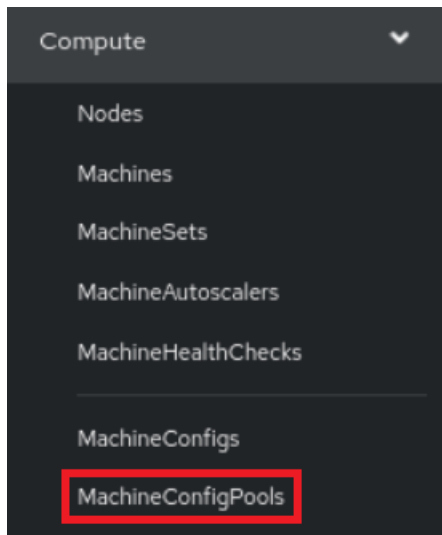 Compute
Nodes
Machines
MachineSets
MachineAutoscalers
MachineHealthChecks
MachineConfigs
MachineConfigPools